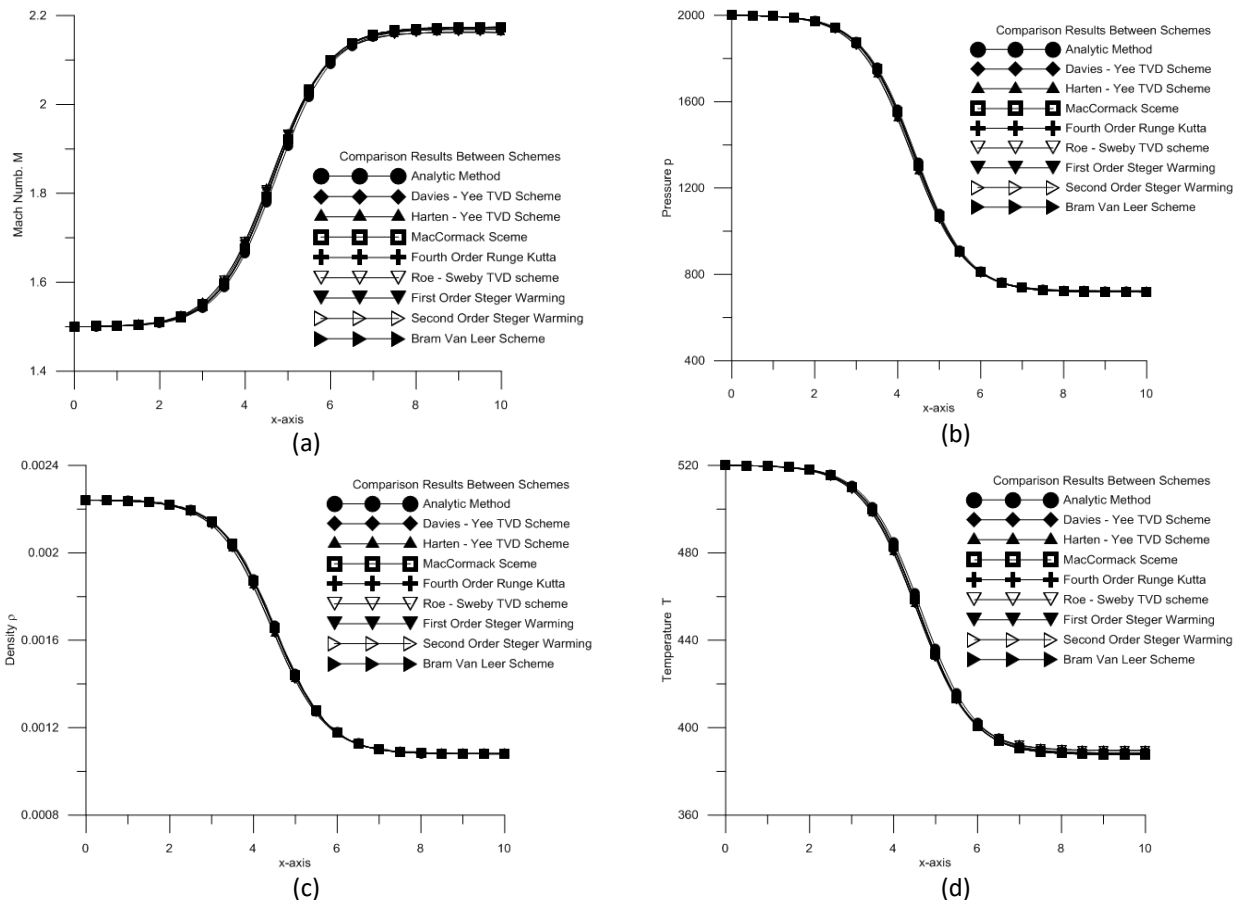 2.2
2
1.8
1.6
1.4
Mach Numb. M
Comparison Results Between Schemes
Analytic Method
Davies - Yee TVD Scheme
Harten - Yee TVD Scheme
MacCormack Sceme
Fourth Order Runge Kutta
Roe - Sweby TVD scheme
First Order Steger Warming
Second Order Steger Warming
Bram Van Leer Scheme
0 2 4 6 8 10
x-axis
(a)
2000
1600
1200
800
400
Pressure p
Comparison Results Between Schemes
Analytic Method
Davies - Yee TVD Scheme
Harten - Yee TVD Scheme
MacCormack Sceme
Fourth Order Runge Kutta
Roe - Sweby TVD scheme
First Order Steger Warming
Second Order Steger Warming
Bram Van Leer Scheme
0 2 4 6 8 10
x-axis
(b)
0.0024
0.002
0.0016
0.0012
0.0008
Density ρ
Comparison Results Between Schemes
Analytic Method
Davies - Yee TVD Scheme
Harten - Yee TVD Scheme
MacCormack Sceme
Fourth Order Runge Kutta
Roe - Sweby TVD scheme
First Order Steger Warming
Second Order Steger Warming
Bram Van Leer Scheme
0 2 4 6 8 10
x-axis
(c)
520
480
440
400
360
Temperature T
Comparison Results Between Schemes
Analytic Method
Davies - Yee TVD Scheme
Harten - Yee TVD Scheme
MacCormack Sceme
Fourth Order Runge Kutta
Roe - Sweby TVD scheme
First Order Steger Warming
Second Order Steger Warming
Bram Van Leer Scheme
0 2 4 6 8 10
x-axis
(d)